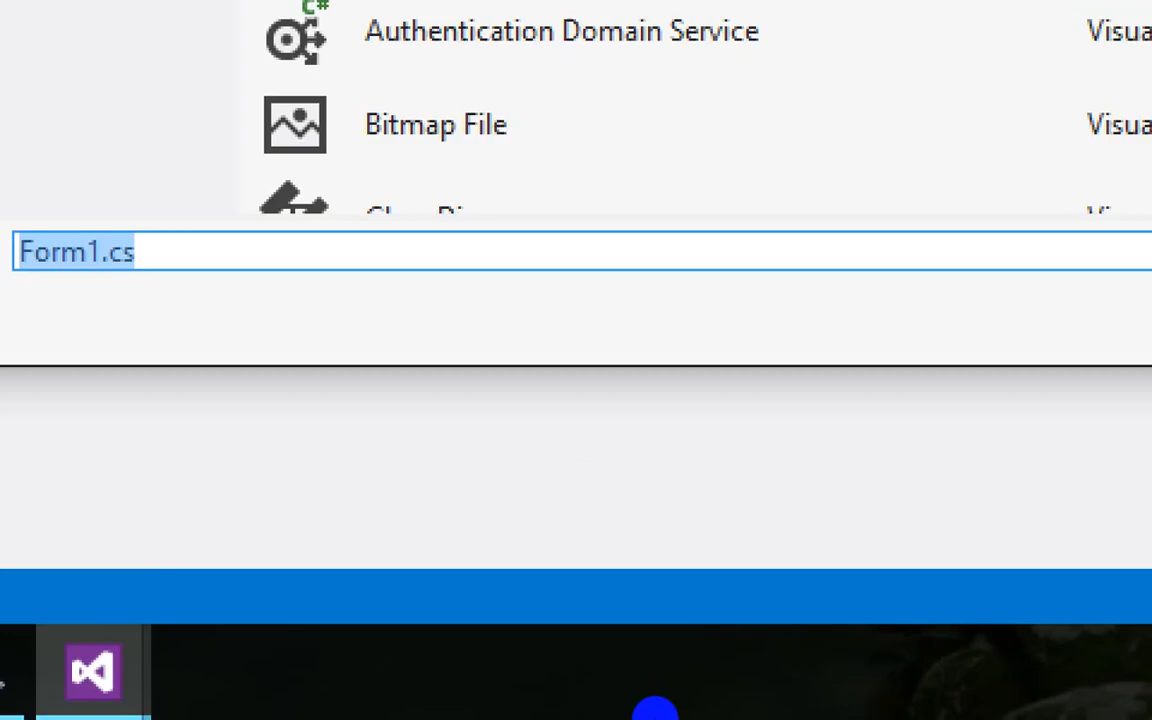 C#
Authentication Domain Service Visua
Bitmap File Visua
Form1.cs